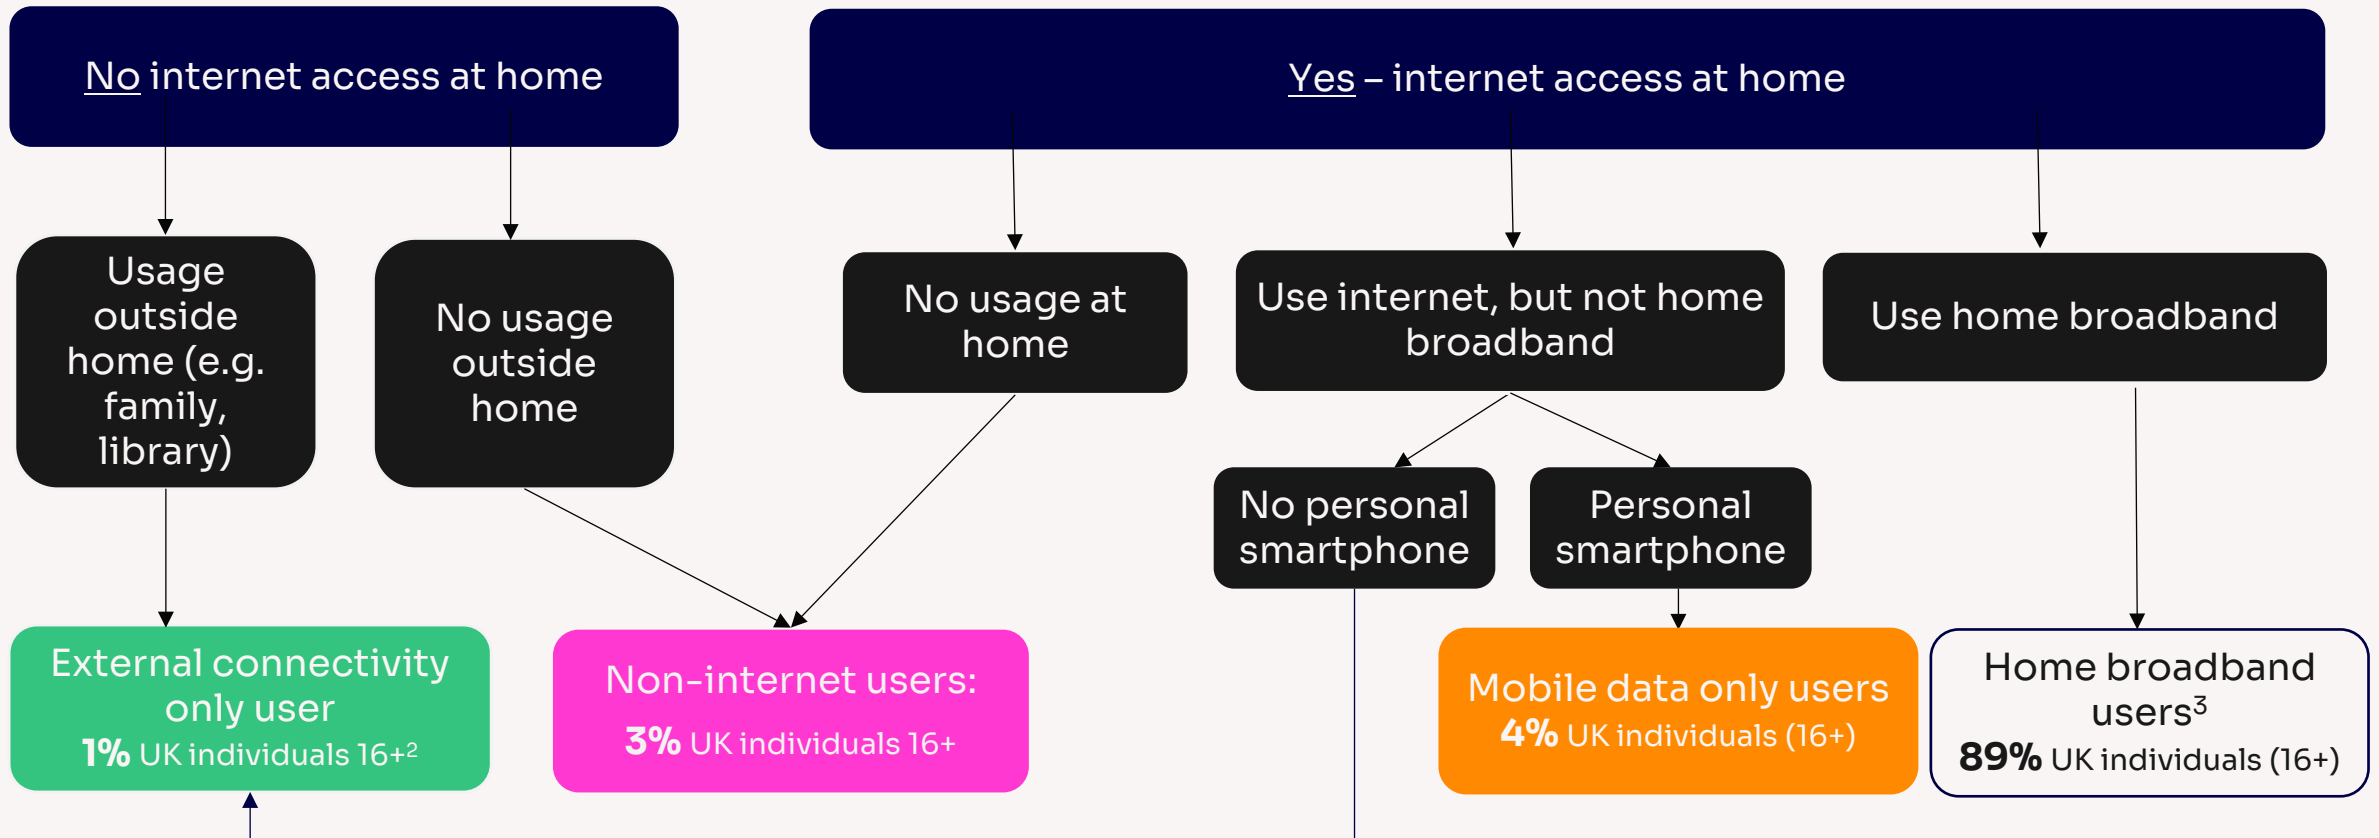 No internet access at home
Yes – internet access at home
Usage
outside
home (e.g.
family,
library)
No usage
outside
home
No usage at
home
Use internet, but not home
broadband
Use home broadband
No personal
smartphone
Personal
smartphone
External connectivity
only user
1% UK individuals 16+²
Non-internet users:
3% UK individuals 16+
Mobile data only users
4% UK individuals (16+)
Home broadband
users³
89% UK individuals (16+)